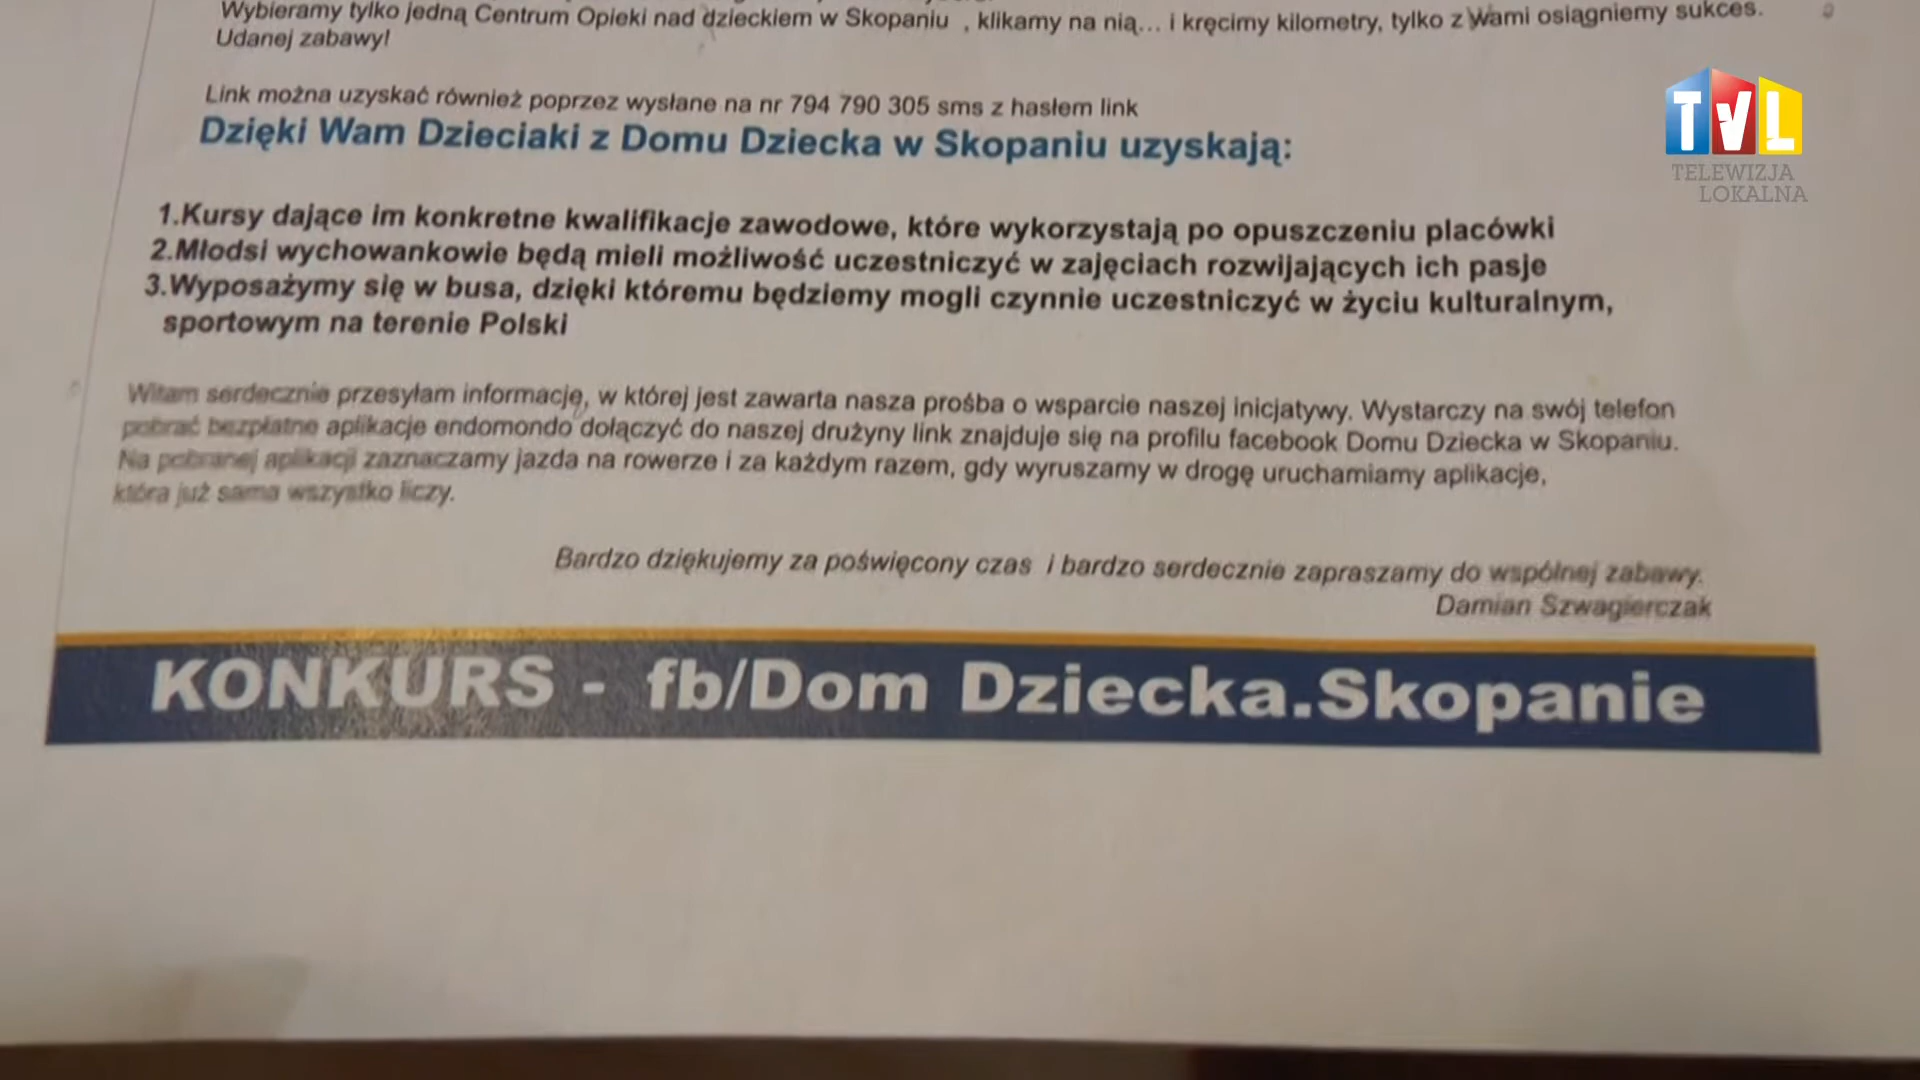 Wybieramy tylko jedną Centrum Opieki nad dzieckiem w Skopaniu , klikamy na nią... i kręcimy kilometry, tylko z Wami osiągniemy sukces.
Udanej zabawy!
Link można uzyskać również poprzez wysłane na nr 794 790 305 sms z hasłem link
Dzięki Wam Dzieciaki z Domu Dziecka w Skopaniu uzyskają:
1.Kursy dające im konkretne kwalifikacje zawodowe, które wykorzystają po opuszczeniu placówki
2.Młodsi wychowankowie będą mieli możliwość uczestniczyć w zajęciach rozwijających ich pasje
3.Wyposażymy się w busa, dzięki któremu będziemy mogli czynnie uczestniczyć w życiu kulturalnym,
sportowym na terenie Polski
Witam serdecznie przesyłam informację, w której jest zawarta nasza prośba o wsparcie naszej inicjatywy. Wystarczy na swój telefon
pobrać bezpłatne aplikacje endomondo dołączyć do naszej drużyny link znajduje się na profilu facebook Domu Dziecka w Skopaniu.
Na pobranej aplikacji zaznaczamy jazda na rowerze i za każdym razem, gdy wyruszamy w drogę uruchamiamy aplikacje,
która już sama wszystko liczy.
Bardzo dziękujemy za poświęcony czas i bardzo serdecznie zapraszamy do wspólnej zabawy.
Damian Szwagierczak
KONKURS - fb/Dom Dziecka.Skopanie
TVL
TELEWIZJA
LOKALNA